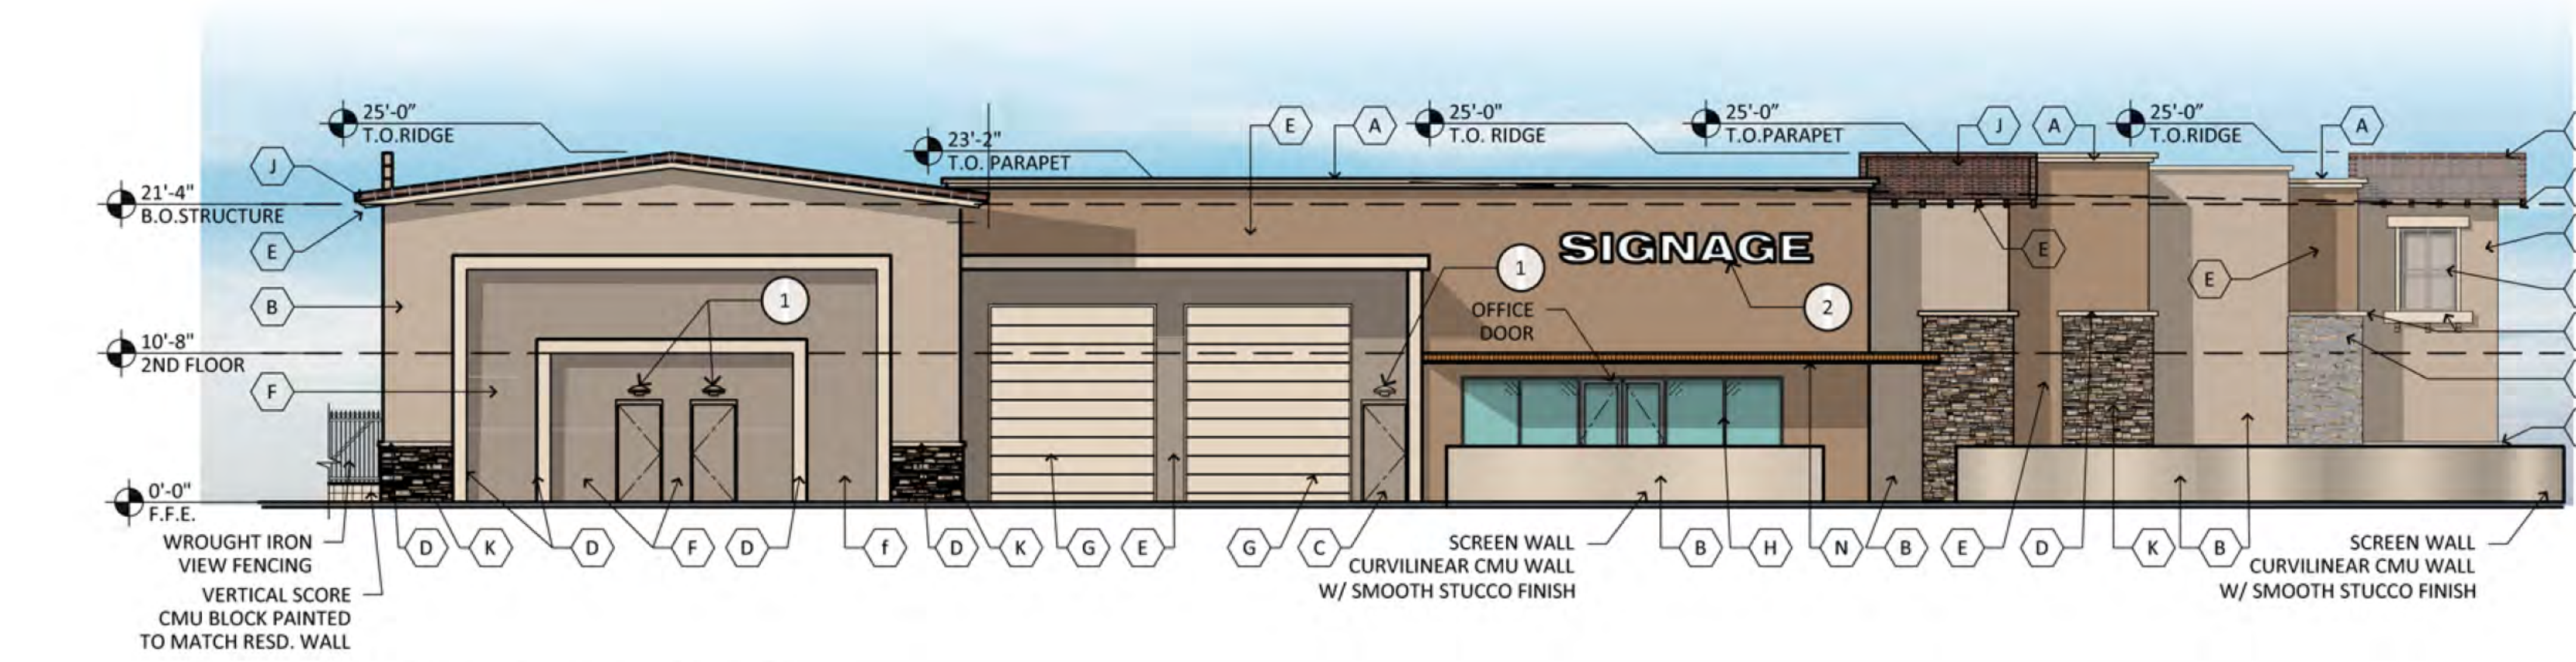 25'-0"
T.O.RIDGE
23'-2"
T.O. PARAPET
E
A
25'-0"
T.O. RIDGE
25'-0"
T.O.PARAPET
J
A
25'-0"
T.O.RIDGE
A
J
21'-4"
B.O.STRUCTURE
E
B
10'-8"
2ND FLOOR
F
0'-0"
F.F.E.
1
1
SIGNAGE
OFFICE
DOOR
2
E
E
WROUGHT IRON
VIEW FENCING
VERTICAL SCORE
CMU BLOCK PAINTED
TO MATCH RESD. WALL
D
K
D
F
D
f
D
K
G
E
G
C
SCREEN WALL
CURVILINEAR CMU WALL
W/ SMOOTH STUCCO FINISH
B
H
N
B
E
D
K
B
SCREEN WALL
CURVILINEAR CMU WALL
W/ SMOOTH STUCCO FINISH